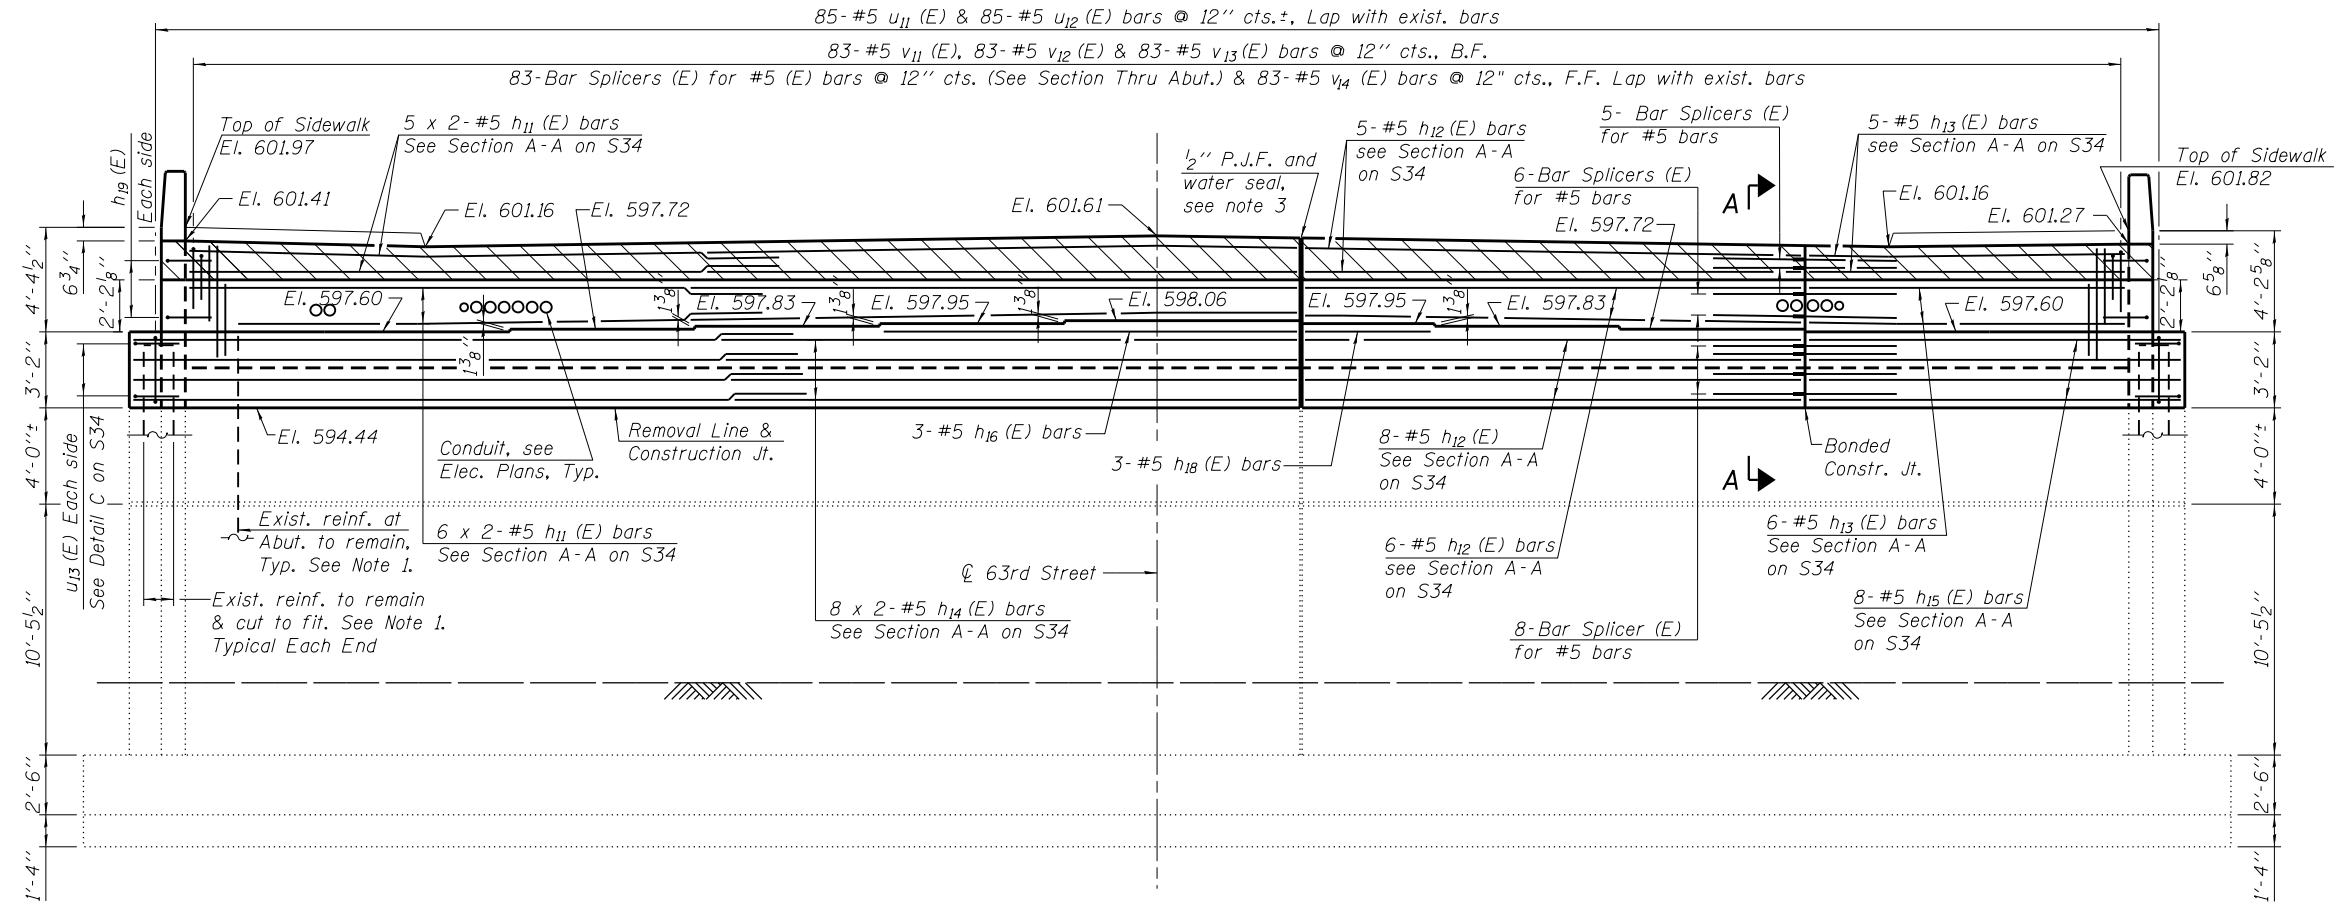 85-#5 u11 (E) & 85-#5 u12 (E) bars @ 12" cts.±, Lap with exist. bars
83-#5 v11 (E), 83-#5 v12 (E) & 83-#5 v13 (E) bars @ 12" cts., B.F.
83-Bar Splicers (E) for #5 (E) bars @ 12" cts. (See Section Thru Abut.) & 83-#5 v14 (E) bars @ 12" cts., F.F. Lap with exist. bars
h19 (E)
Each side
Top of Sidewalk
El. 601.97
5 x 2-#5 h11 (E) bars
See Section A-A on S34
El. 601.41
El. 601.16
El. 597.72
El. 601.61
1/2" P.J.F. and
water seal,
see note 3
5-#5 h12 (E) bars
see Section A-A
on S34
5- Bar Splicers (E)
for #5 bars
6-Bar Splicers (E)
for #5 bars
El. 597.72
A
5-#5 h13 (E) bars
see Section A-A on S34
El. 601.16
El. 601.27
Top of Sidewalk
El. 601.82
4'-4 1/2"
6 3/4"
2'-2 1/8"
3'-2"
4'-0"±
10'-5 1/2"
2'-6"
1'-4"
El. 597.60
1 3/8"
1 3/8"
El. 597.83
1 3/8"
El. 597.95
1 3/8"
El. 598.06
El. 597.95
1 3/8"
El. 597.83
El. 597.60
4'-2 5/8"
6 5/8"
2'-2 1/8"
3'-2"
4'-0"±
10'-5 1/2"
2'-6"
1'-4"
u13 (E) Each side
See Detail C on S34
El. 594.44
Conduit, see
Elec. Plans, Typ.
Removal Line &
Construction Jt.
3-#5 h16 (E) bars
3-#5 h18 (E) bars
8-#5 h12 (E)
See Section A-A
on S34
A
Bonded
Constr. Jt.
Exist. reinf. at
Abut. to remain,
Typ. See Note 1.
6 x 2-#5 h11 (E) bars
See Section A-A on S34
℄ 63rd Street
6-#5 h12 (E) bars
see Section A-A
on S34
6-#5 h13 (E) bars
See Section A-A
on S34
Exist. reinf. to remain
& cut to fit. See Note 1.
Typical Each End
8 x 2-#5 h14 (E) bars
See Section A-A on S34
8-Bar Splicer (E)
for #5 bars
8-#5 h15 (E) bars
See Section A-A
on S34